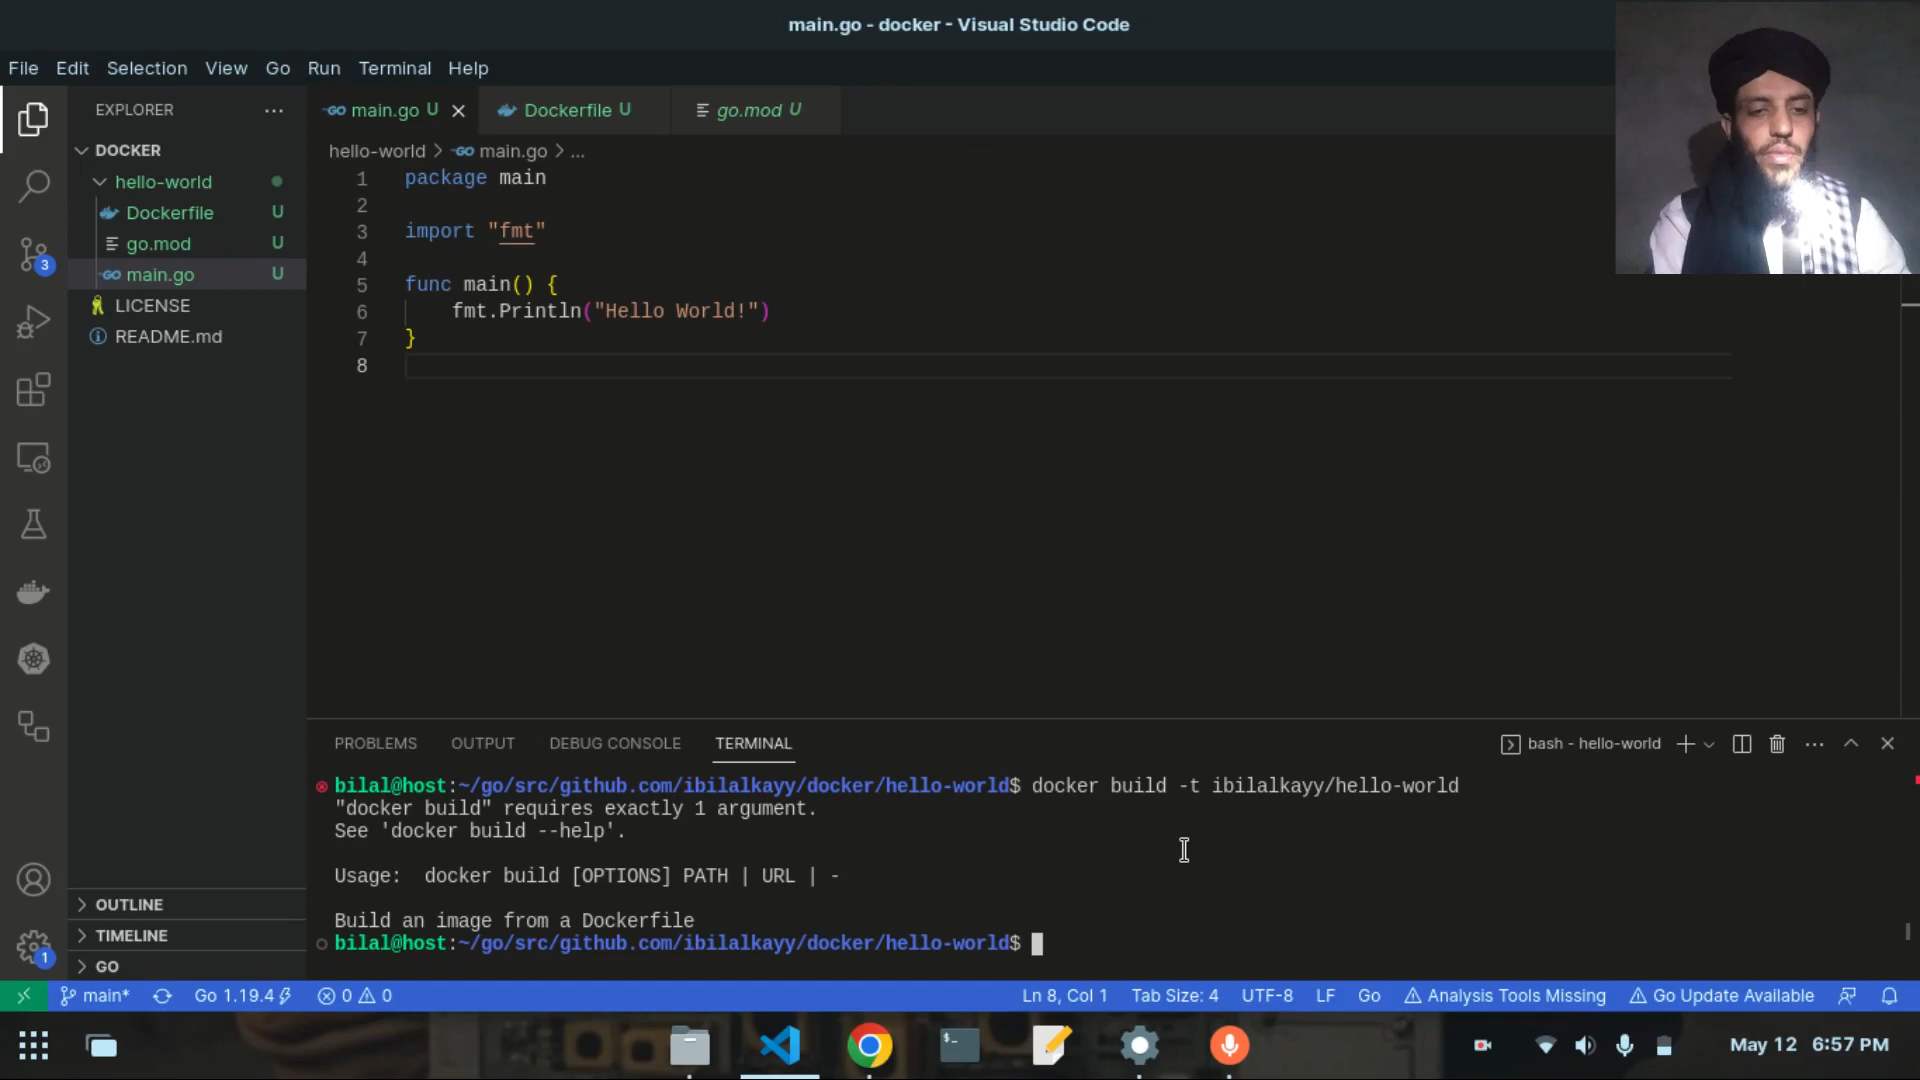 main.go - docker - Visual Studio Code
File Edit Selection View Go Run Terminal Help
EXPLORER ...
main.go U
Dockerfile U
go.mod U
DOCKER
hello-world > main.go > ...
hello-world
Dockerfile U
go.mod U
main.go U
LICENSE
README.md
1 package main
2
3 import "fmt"
4
5 func main() {
6 fmt.Println("Hello World!")
7 }
8
3
PROBLEMS OUTPUT DEBUG CONSOLE TERMINAL
bash - hello-world
bilal@host:~/go/src/github.com/ibilalkayy/docker/hello-world$ docker build -t ibilalkayy/hello-world
"docker build" requires exactly 1 argument.
See 'docker build --help'.
Usage:  docker build [OPTIONS] PATH | URL | -
Build an image from a Dockerfile
bilal@host:~/go/src/github.com/ibilalkayy/docker/hello-world$
OUTLINE
TIMELINE
GO
1
main* Go 1.19.4 0 0 Ln 8, Col 1 Tab Size: 4 UTF-8 LF Go Analysis Tools Missing Go Update Available
May 12 6:57 PM